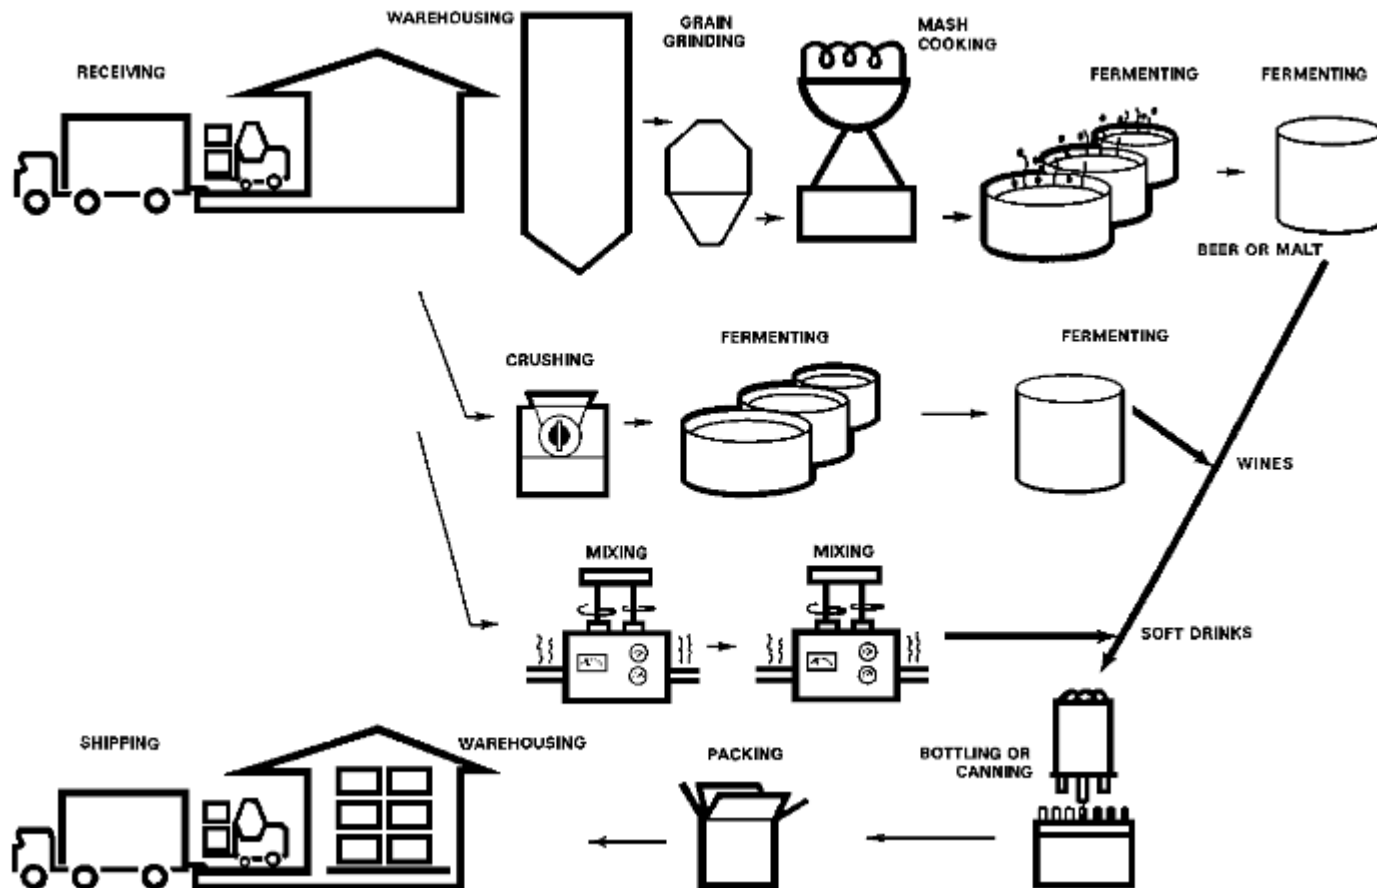 RECEIVING
WAREHOUSING
GRAIN
GRINDING
MASH
COOKING
FERMENTING
FERMENTING
BEER OR MALT
CRUSHING
FERMENTING
FERMENTING
WINES
MIXING
MIXING
SOFT DRINKS
SHIPPING
WAREHOUSING
PACKING
BOTTLING OR
CANNING